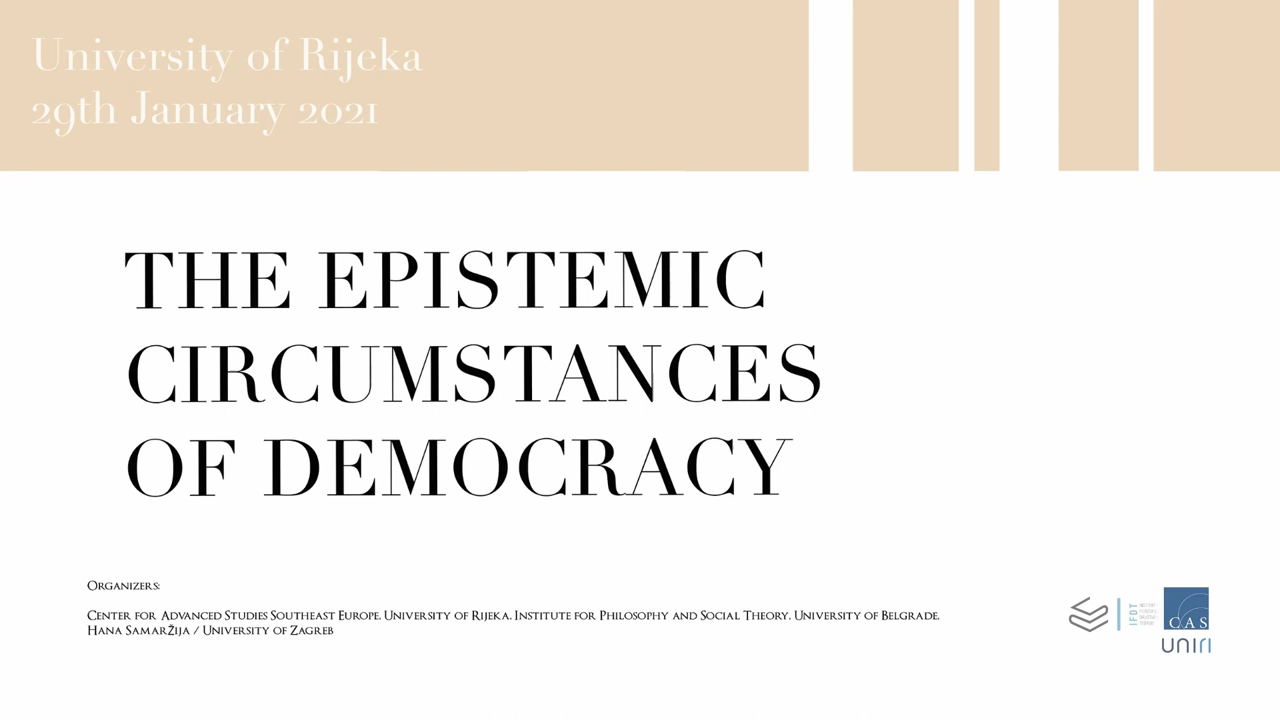 University of Rijeka
29th January 2021
THE EPISTEMIC
CIRCUMSTANCES
OF DEMOCRACY
Organizers:
Center for Advanced Studies Southeast Europe, University of Rijeka, Institute for Philosophy and Social Theory, University of Belgrade,
Hana Samaržija / University of Zagreb
IFDT
CAS
UNIRI